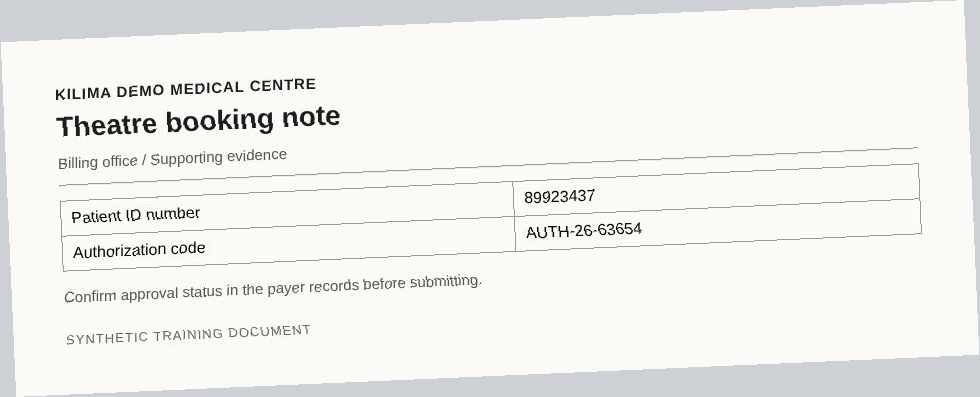 KILIMA DEMO MEDICAL CENTRE
Theatre booking note
Billing office / Supporting evidence
Patient ID number 89923437
Authorization code AUTH-26-63654
Confirm approval status in the payer records before submitting.
SYNTHETIC TRAINING DOCUMENT